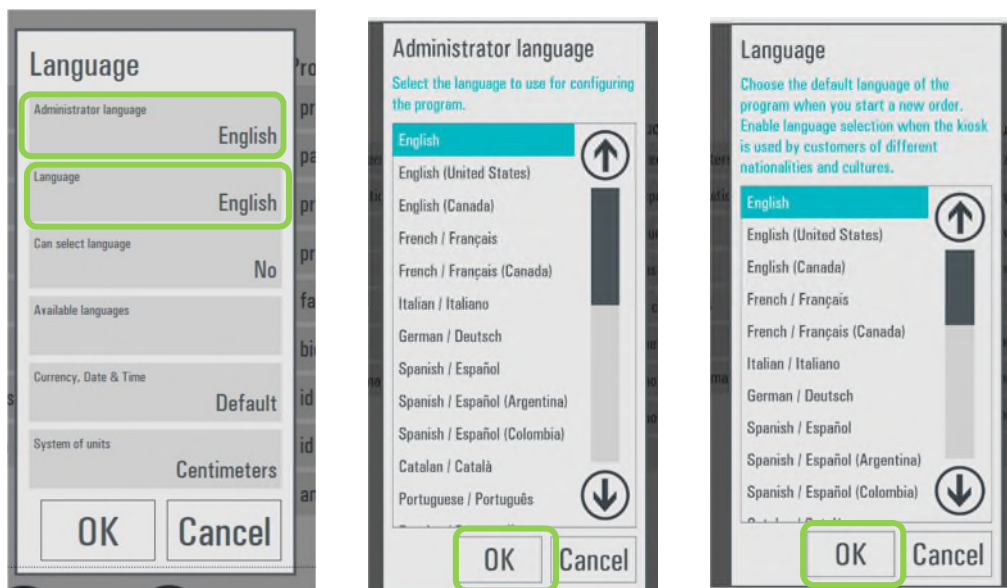 Language
Administrator language
English
Language
English
Can select language
No
Available languages
Currency, Date & Time
Default
System of units
Centimeters
OK
Cancel
Administrator language
Select the language to use for configuring
the program.
English
English (United States)
English (Canada)
French / Français
French / Français (Canada)
Italian / Italiano
German / Deutsch
Spanish / Español
Spanish / Español (Argentina)
Spanish / Español (Colombia)
Catalan / Català
Portuguese / Português
OK
Cancel
Language
Choose the default language of the
program when you start a new order.
Enable language selection when the kiosk
is used by customers of different
nationalities and cultures.
English
English (United States)
English (Canada)
French / Français
French / Français (Canada)
Italian / Italiano
German / Deutsch
Spanish / Español
Spanish / Español (Argentina)
Spanish / Español (Colombia)
OK
Cancel